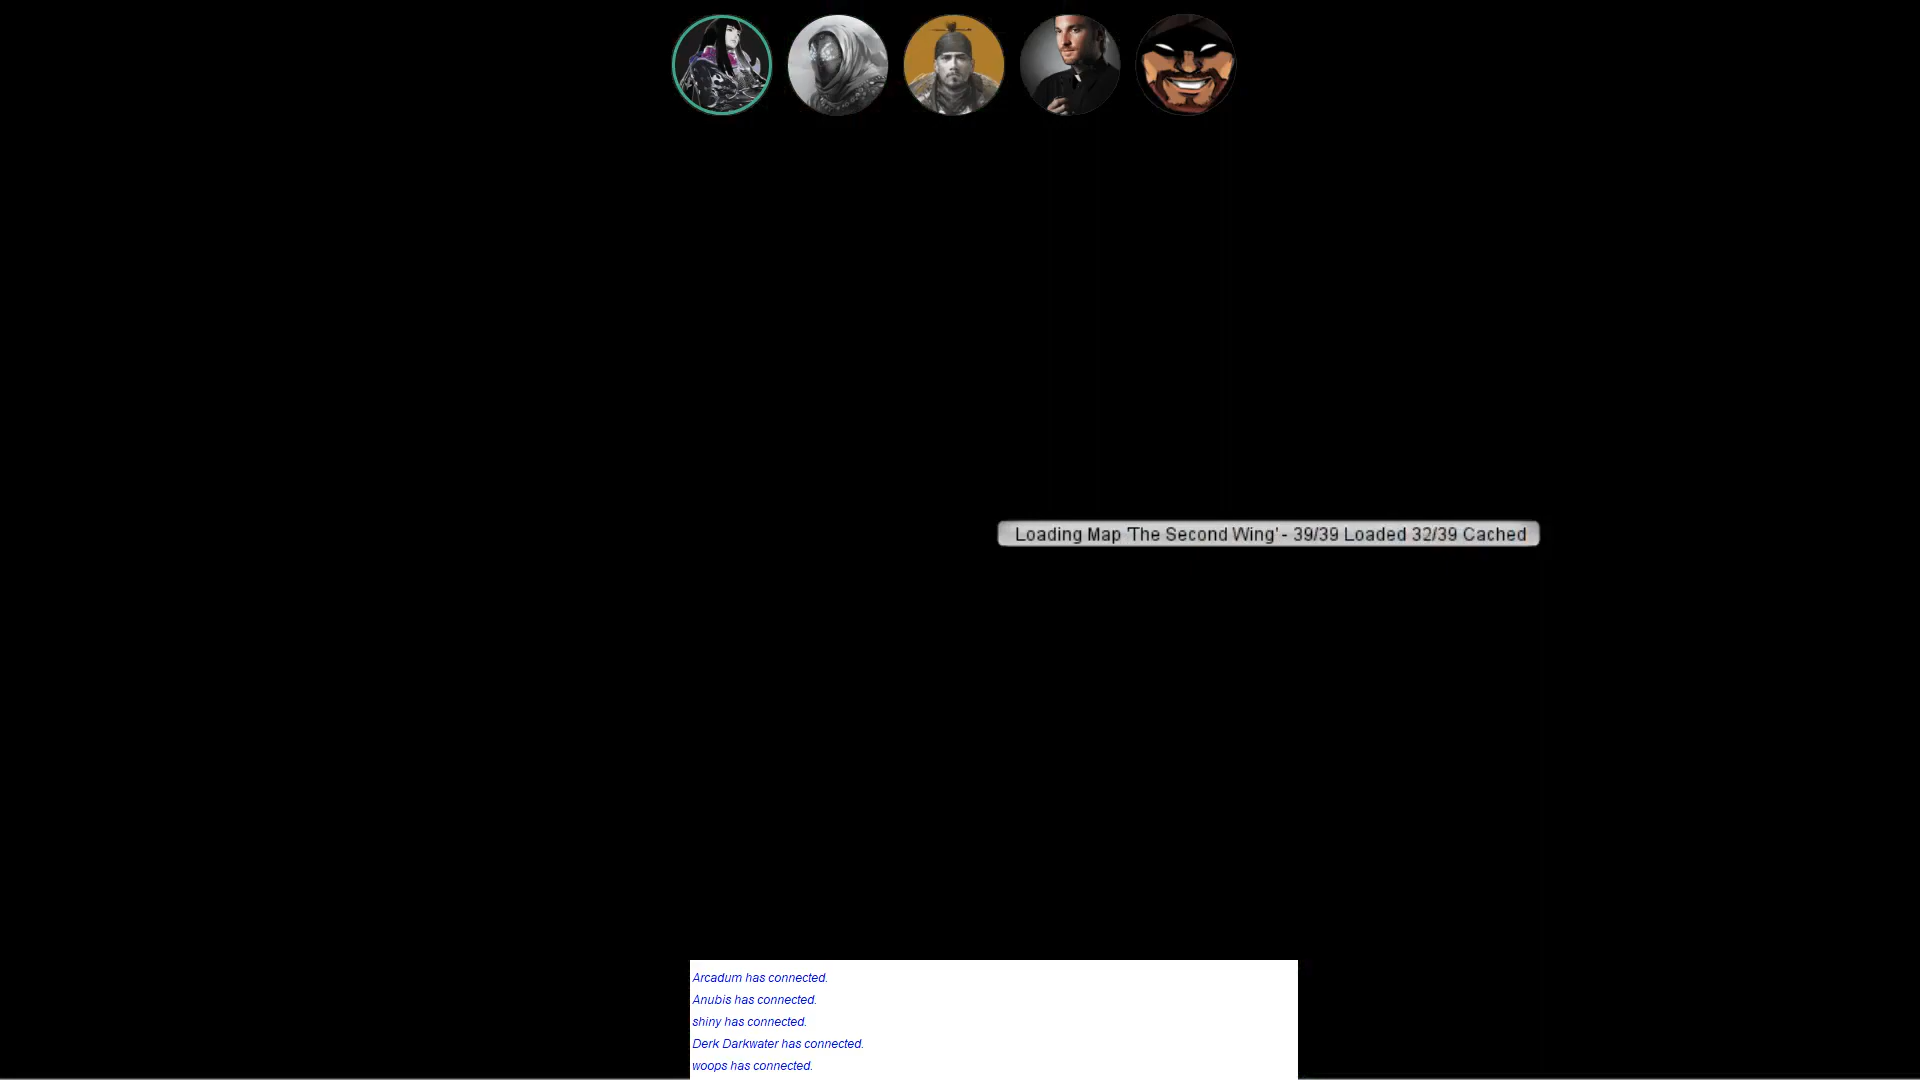 Loading Map 'The Second Wing' - 39/39 Loaded 32/39 Cached
Arcadum has connected.
Anubis has connected.
shiny has connected.
Derk Darkwater has connected.
woops has connected.